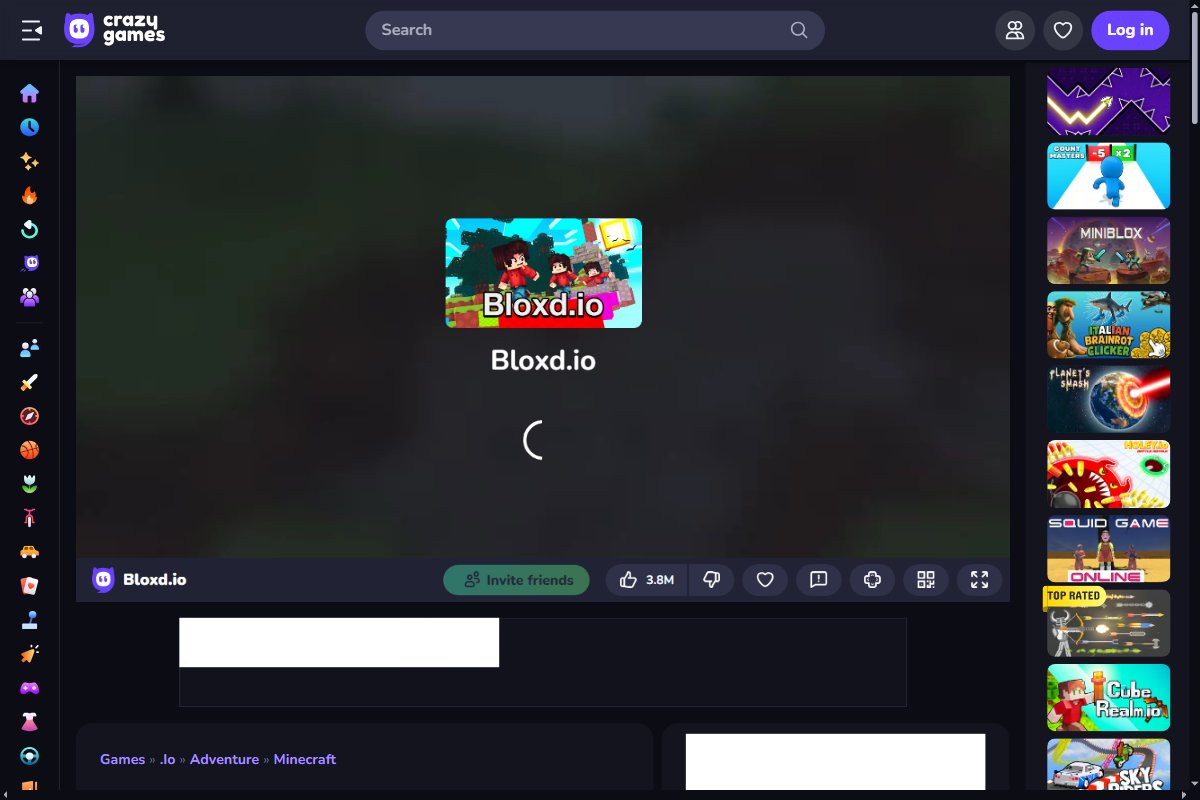 crazy
games
Search
Log in
COUNT
MASTERS
-5
x2
MINIBLOX
ITALIAN
BRAINROT
CLICKER
PLANET'S
SMASH
HOLEY.IO
SQUID GAME
ONLINE
TOP RATED
Cube
Realm.io
SKY
RIDERS
Bloxd.io
Bloxd.io
Bloxd.io
Invite friends
3.8M
Games » .Io » Adventure » Minecraft